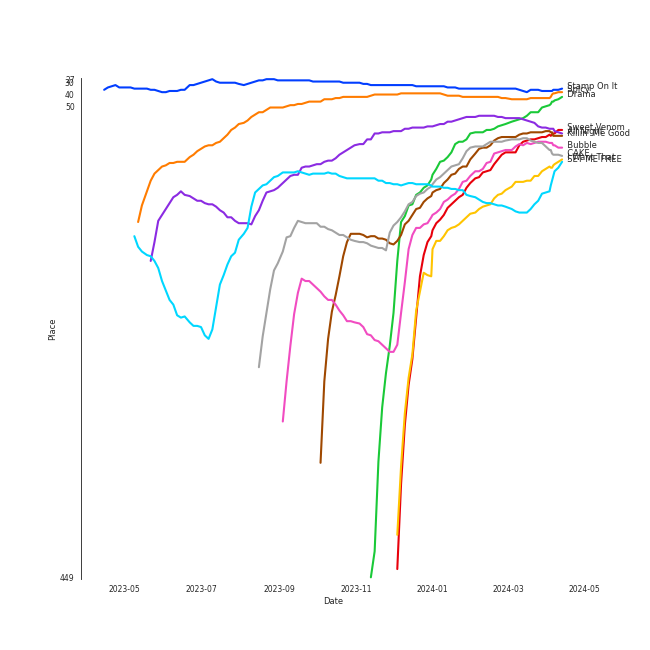 27
30
40
50
449
Place
2023-05
2023-07
2023-09
2023-11
2024-01
2024-03
2024-05
Date
Stamp On It
Drama
Sweet Venom
Killin Me Good
Bubble
CAKE
SET ME FREE